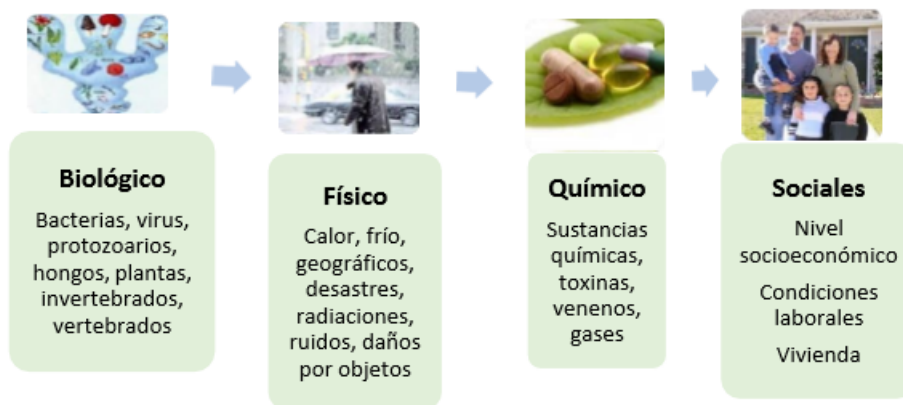 Biológico
Bacterias, virus,
protozoarios,
hongos, plantas,
invertebrados,
vertebrados
Físico
Calor, frío,
geográficos,
desastres,
radiaciones,
ruidos, daños
por objetos
Químico
Sustancias
químicas,
toxinas,
venenos,
gases
Sociales
Nivel
socioeconómico
Condiciones
laborales
Vivienda